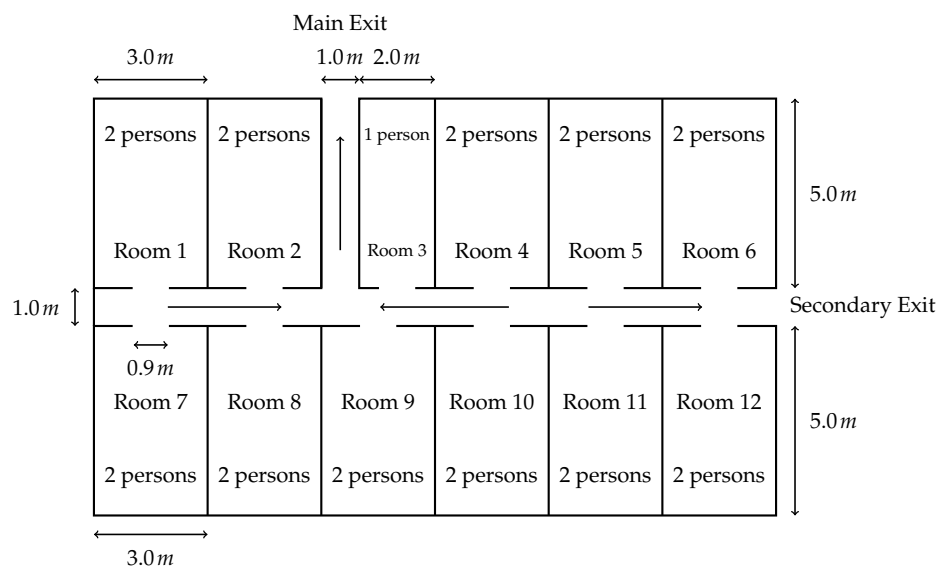 Main Exit
3.0 m
1.0 m
2.0 m
2 persons
2 persons
1 person
2 persons
2 persons
2 persons
5.0 m
Room 1
Room 2
Room 3
Room 4
Room 5
Room 6
1.0 m
Secondary Exit
0.9 m
Room 7
Room 8
Room 9
Room 10
Room 11
Room 12
5.0 m
2 persons
2 persons
2 persons
2 persons
2 persons
2 persons
3.0 m